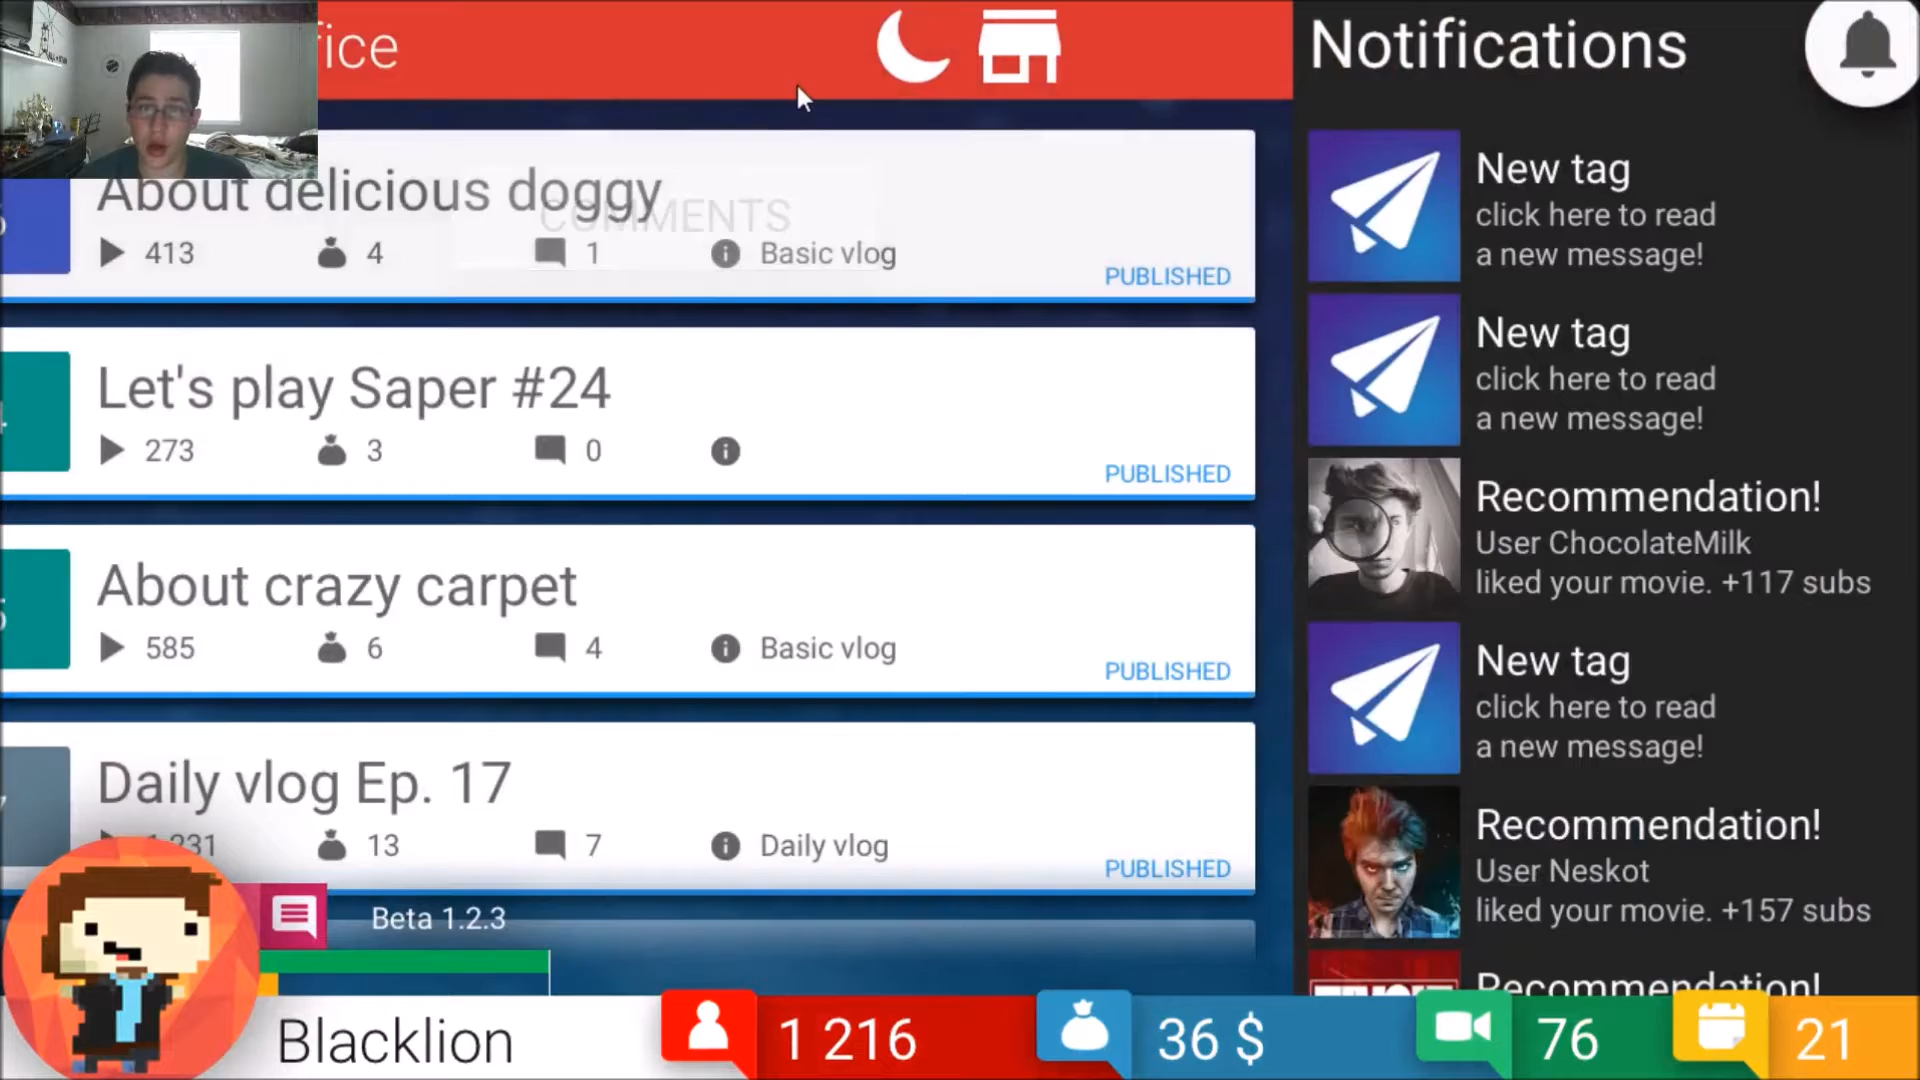 fice
Notifications
About delicious doggy
COMMENTS
413 4 1 Basic vlog
PUBLISHED
Let's play Saper #24
273 3 0
PUBLISHED
About crazy carpet
585 6 4 Basic vlog
PUBLISHED
Daily vlog Ep. 17
231 13 7 Daily vlog
PUBLISHED
New tag
click here to read
a new message!
New tag
click here to read
a new message!
Recommendation!
User ChocolateMilk
liked your movie. +117 subs
New tag
click here to read
a new message!
Recommendation!
User Neskot
liked your movie. +157 subs
Recommendation!
Beta 1.2.3
Blacklion
1 216
36 $
76
21